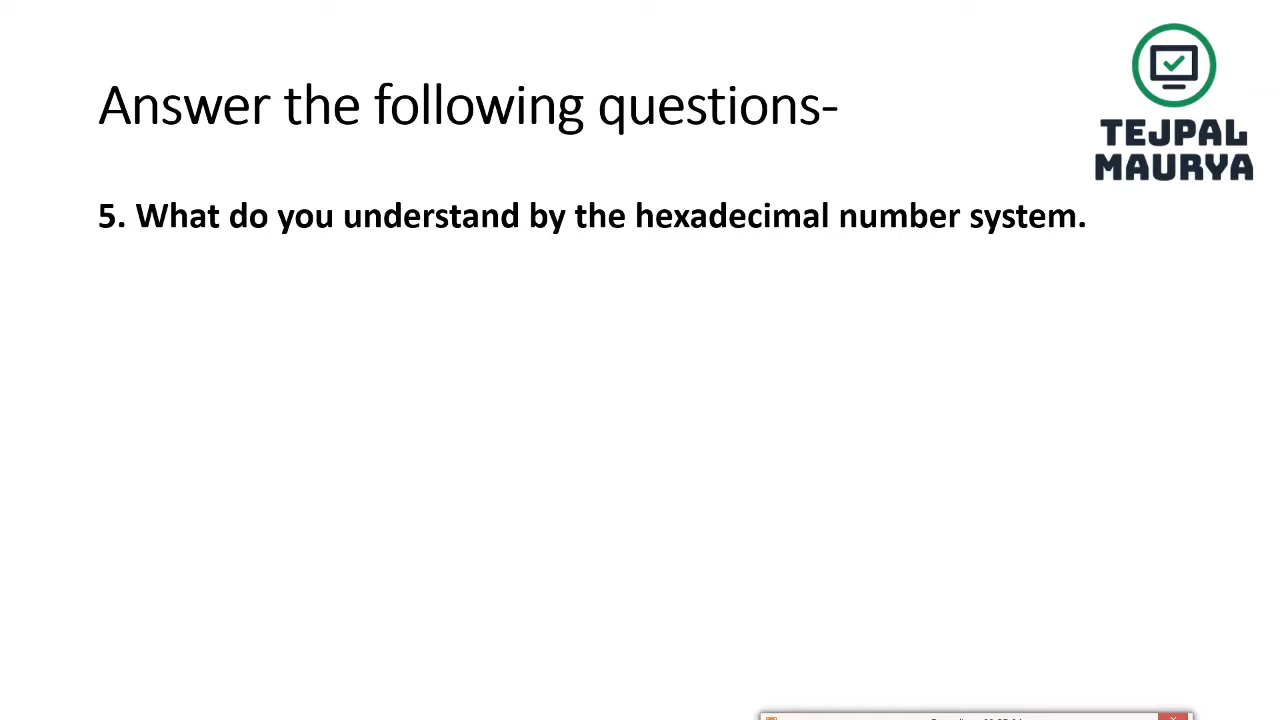 Answer the following questions-
TEJPAL
MAURYA
5. What do you understand by the hexadecimal number system.